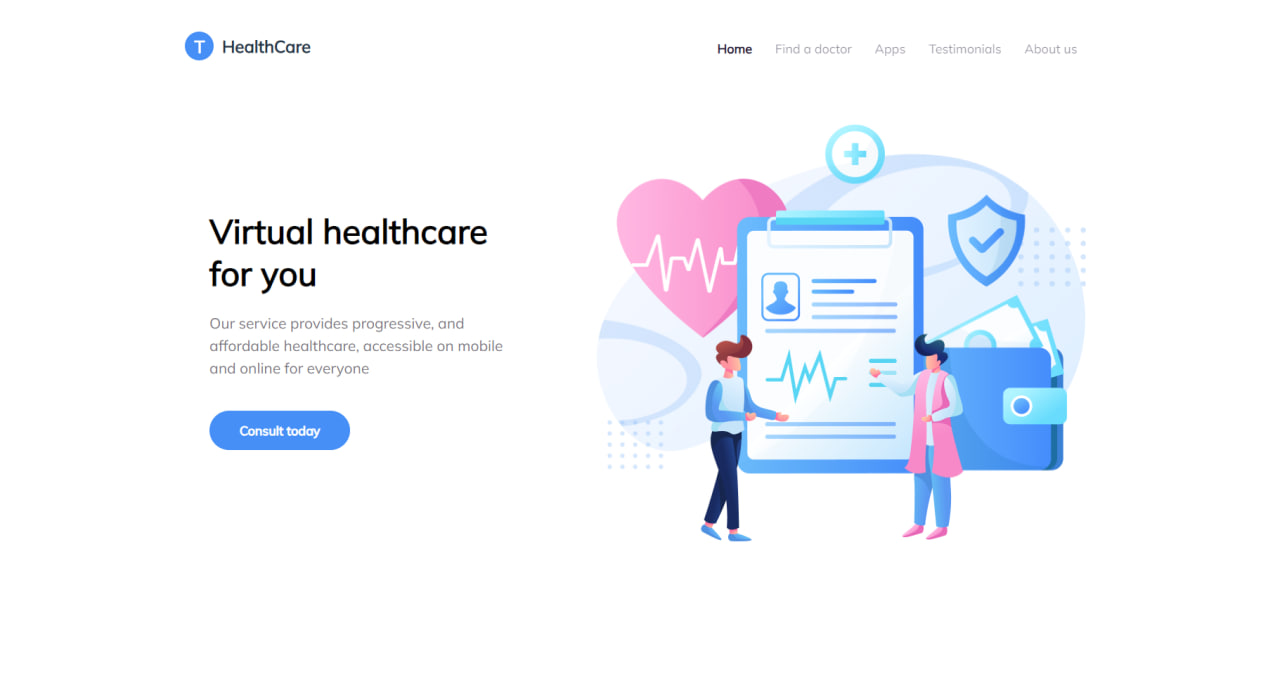 T HealthCare
Home Find a doctor Apps Testimonials About us
Virtual healthcare
for you
Our service provides progressive, and
affordable healthcare, accessible on mobile
and online for everyone
Consult today